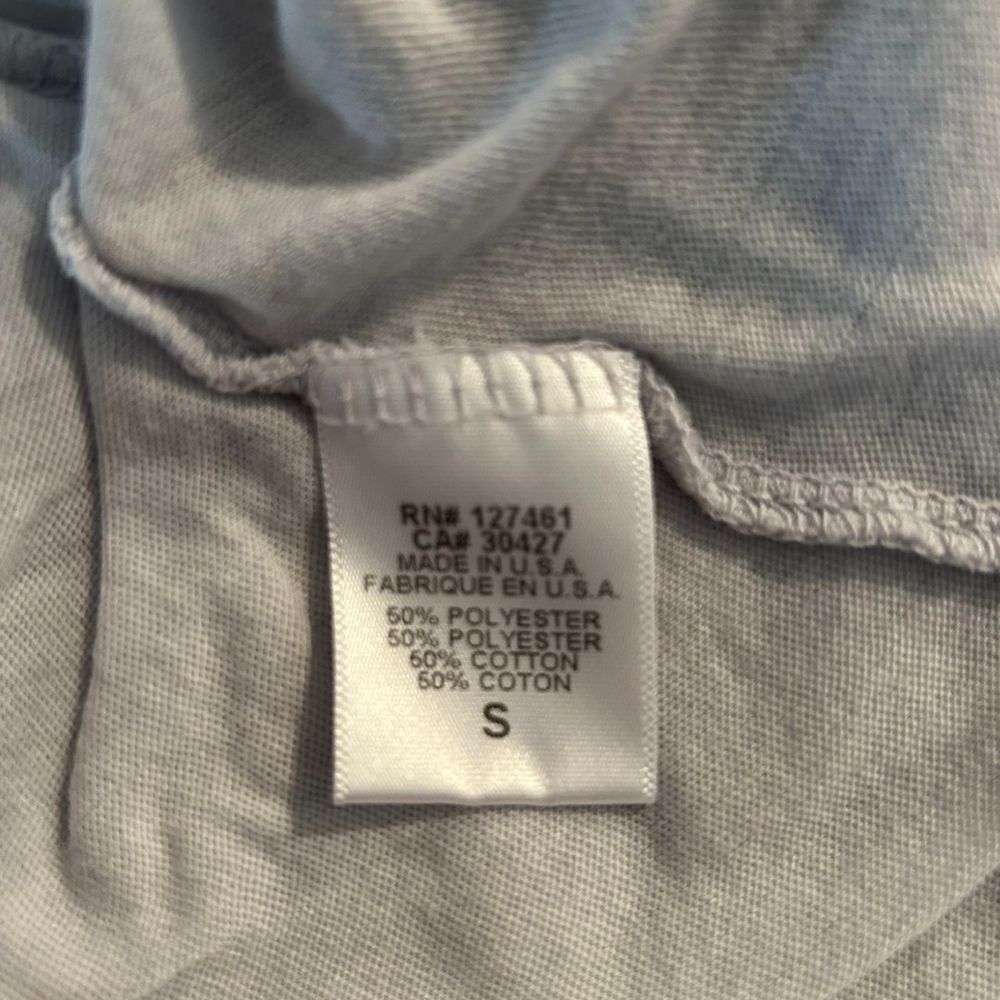 RN# 127461
CA# 30427
MADE IN U.S.A.
FABRIQUE EN U.S.A.
50% POLYESTER
50% POLYESTER
50% COTTON
50% COTON
S